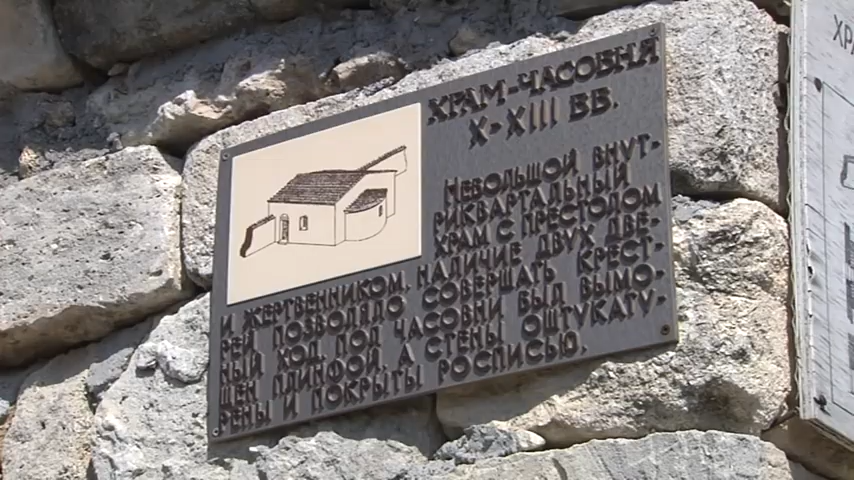 ХРАМ-ЧАСОВНЯ
X-XIII ВВ.
НЕБОЛЬШОЙ ВНУТ-
РИКВАРТАЛЬНЫЙ
ХРАМ С ПРЕСТОЛОМ
И ЖЕРТВЕННИКОМ. НАЛИЧИЕ ДВУХ ДВЕ-
РЕЙ ПОЗВОЛЯЛО СОВЕРШАТЬ КРЕСТ-
НЫЙ ХОД. ПОЛ ЧАСОВНИ БЫЛ ВЫМО-
ЩЕН ПЛИНФОЙ, А СТЕНЫ ОШТУКАТУ-
РЕНЫ И ПОКРЫТЫ РОСПИСЬЮ.
ХРА